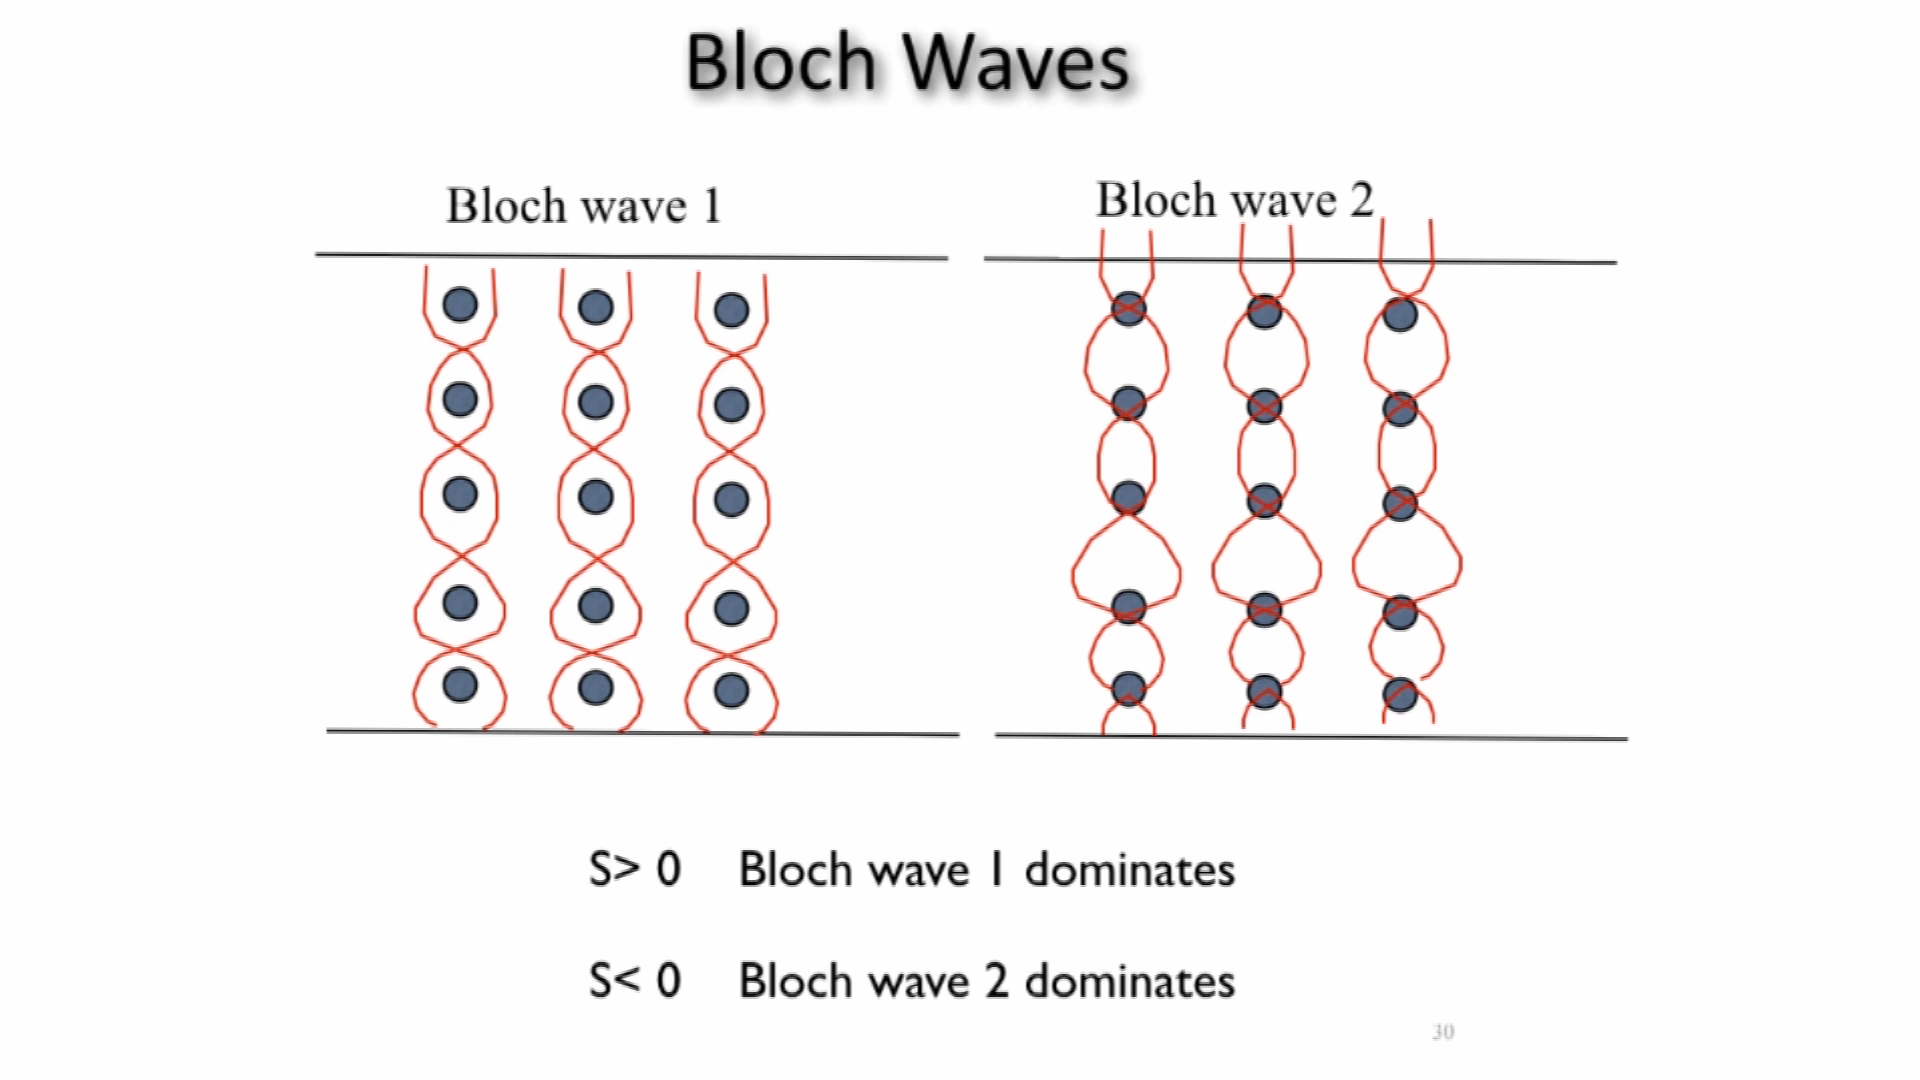 Bloch Waves
Bloch wave 1
Bloch wave 2
S> 0 Bloch wave 1 dominates
S< 0 Bloch wave 2 dominates
30